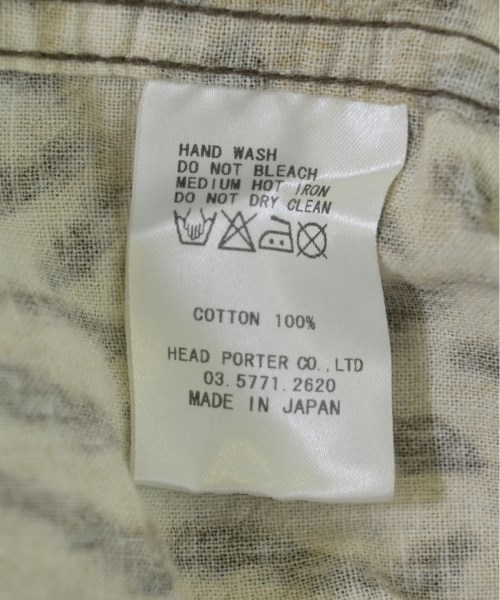 HAND WASH
DO NOT BLEACH
MEDIUM HOT IRON
DO NOT DRY CLEAN
COTTON 100%
HEAD PORTER CO.,LTD
03.5771.2620
MADE IN JAPAN